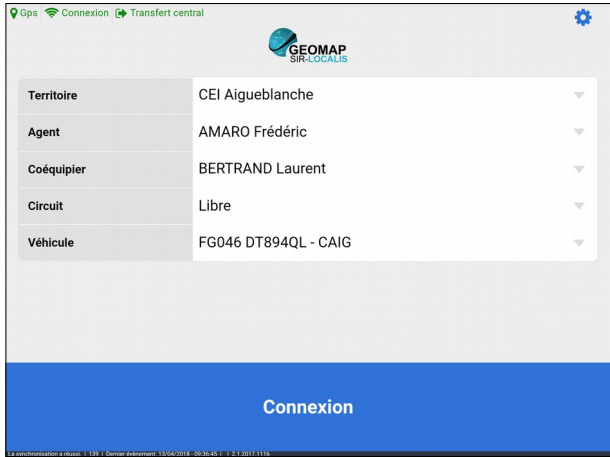 Gps Connexion Transfert central
GEOMAP
SIR-LOCALIS
Territoire CEI Aigueblanche
Agent AMARO Frédéric
Coéquipier BERTRAND Laurent
Circuit Libre
Véhicule FG046 DT894QL - CAIG
Connexion
La synchronisation a réussi. | 139 | Dernier évènement: 13/04/2018 - 09:36:45 | | 2.1.2017.1116